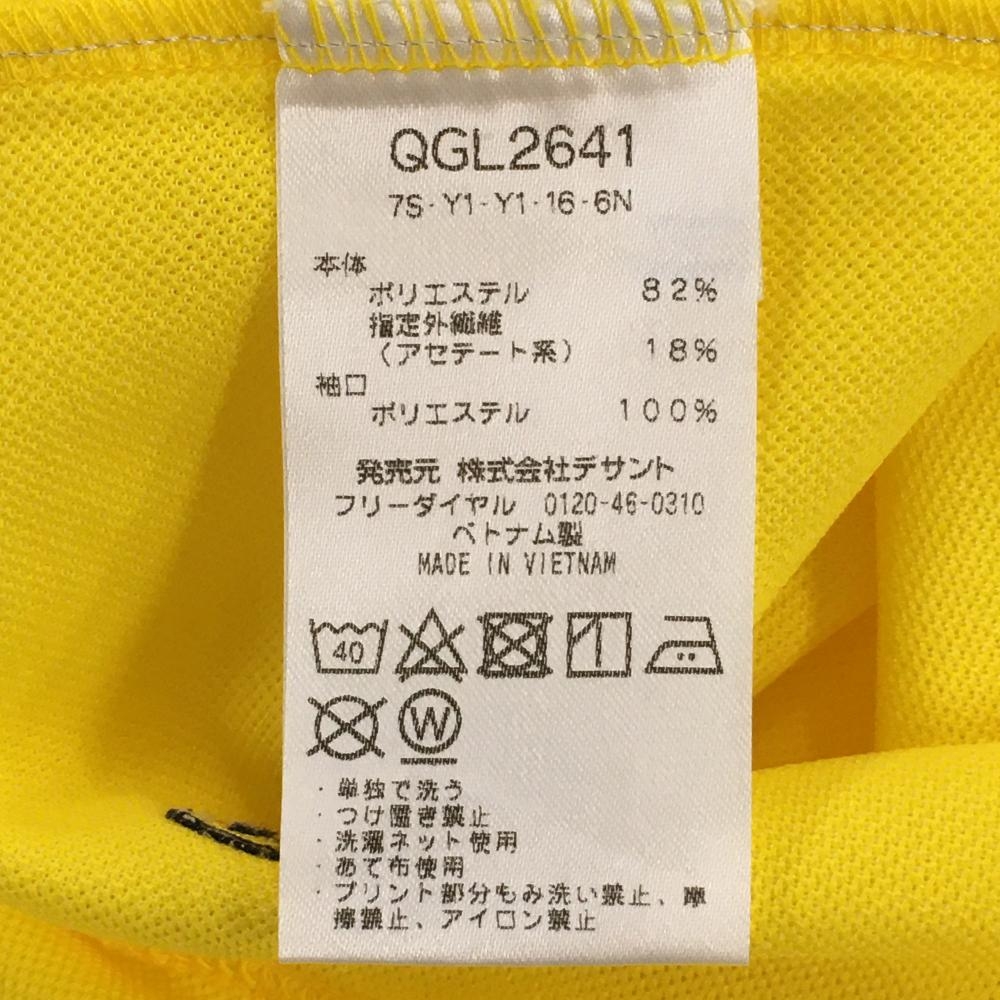 QGL2641
7S-Y1-Y1-16-6N
本体
ポリエステル 82%
指定外繊維
(アセテート系) 18%
袖口
ポリエステル 100%
発売元 株式会社デサント
フリーダイヤル 0120-46-0310
ベトナム製
MADE IN VIETNAM
40
W
・単独で洗う
・つけ置き禁止
・洗濯ネット使用
・あて布使用
・プリント部分もみ洗い禁止、摩
擦禁止、アイロン禁止